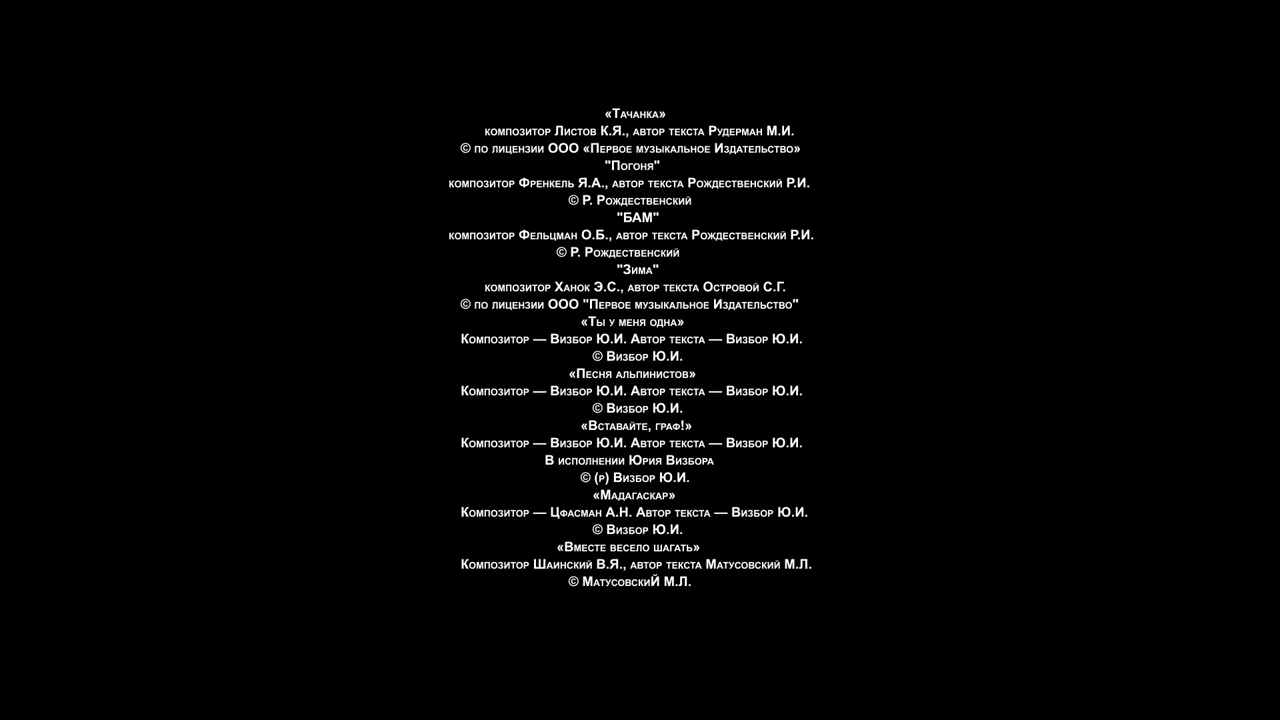 «Тачанка»
композитор Листов К.Я., автор текста Рудерман М.И.
© по лицензии ООО «Первое музыкальное Издательство»
"Погоня"
композитор Френкель Я.А., автор текста Рождественский Р.И.
© Р. Рождественский
"БАМ"
композитор Фельцман О.Б., автор текста Рождественский Р.И.
© Р. Рождественский
"Зима"
композитор Ханок Э.С., автор текста Островой С.Г.
© по лицензии ООО "Первое музыкальное Издательство"
«Ты у меня одна»
Композитор — Визбор Ю.И. Автор текста — Визбор Ю.И.
© Визбор Ю.И.
«Песня альпинистов»
Композитор — Визбор Ю.И. Автор текста — Визбор Ю.И.
© Визбор Ю.И.
«Вставайте, граф!»
Композитор — Визбор Ю.И. Автор текста — Визбор Ю.И.
В исполнении Юрия Визбора
© (р) Визбор Ю.И.
«Мадагаскар»
Композитор — Цфасман А.Н. Автор текста — Визбор Ю.И.
© Визбор Ю.И.
«Вместе весело шагать»
Композитор Шаинский В.Я., автор текста Матусовский М.Л.
© МатусовскиЙ М.Л.